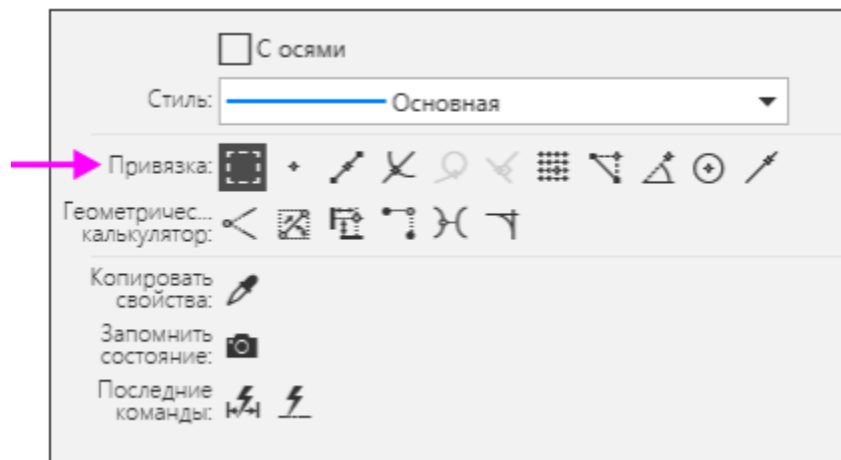 С осями
Стиль: Основная
Привязка:
Геометричес...
калькулятор:
Копировать
свойства:
Запомнить
состояние:
Последние
команды: